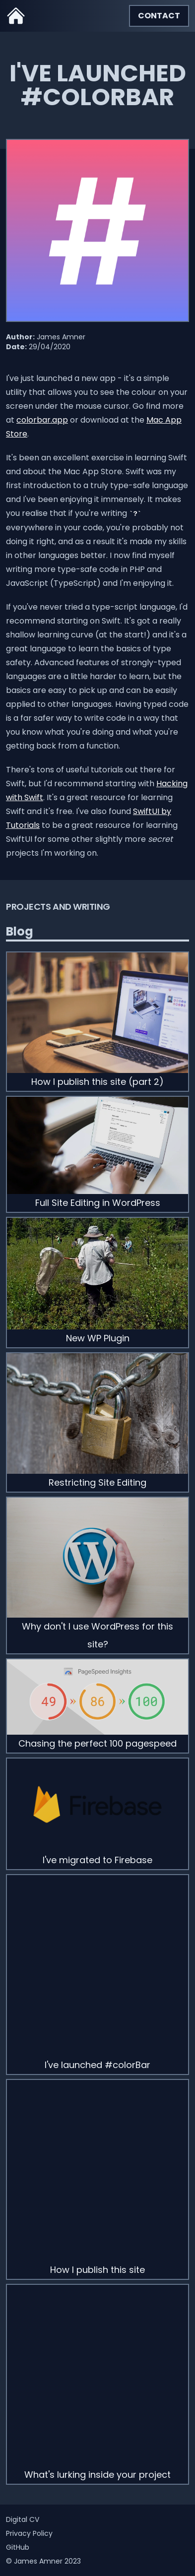 CONTACT
I'VE LAUNCHED
#COLORBAR
#
Author: James Amner
Date: 29/04/2020
I've just launched a new app - it's a simple
utility that allows you to see the colour on your
screen under the mouse cursor. Go find more
at colorbar.app or download at the Mac App
Store.
It's been an excellent exercise in learning Swift
and about the Mac App Store. Swift was my
first introduction to a truly type-safe language
and I've been enjoying it immensely. It makes
you realise that if you're writing `?`
everywhere in your code, you're probably not
doing it right, and as a result it's made my skills
in other languages better. I now find myself
writing more type-safe code in PHP and
JavaScript (TypeScript) and I'm enjoying it.
If you've never tried a type-script language, I'd
recommend starting on Swift. It's got a really
shallow learning curve (at the start!) and it's a
great language to learn the basics of type
safety. Advanced features of strongly-typed
languages are a little harder to learn, but the
basics are easy to pick up and can be easily
applied to other languages. Having typed code
is a far safer way to write code in a way that
you know what you're doing and what you're
getting back from a function.
There's tons of useful tutorials out there for
Swift, but I'd recommend starting with Hacking
with Swift. It's a great resource for learning
Swift and it's free. I've also found SwiftUI by
Tutorials to be a great resource for learning
SwiftUI for some other slightly more secret
projects I'm working on.
PROJECTS AND WRITING
Blog
How I publish this site (part 2)
Full Site Editing in WordPress
New WP Plugin
Restricting Site Editing
Why don't I use WordPress for this
site?
PageSpeed Insights
49 » 86 » 100
Chasing the perfect 100 pagespeed
Firebase
I've migrated to Firebase
I've launched #colorBar
How I publish this site
What's lurking inside your project
Digital CV
Privacy Policy
GitHub
© James Amner 2023